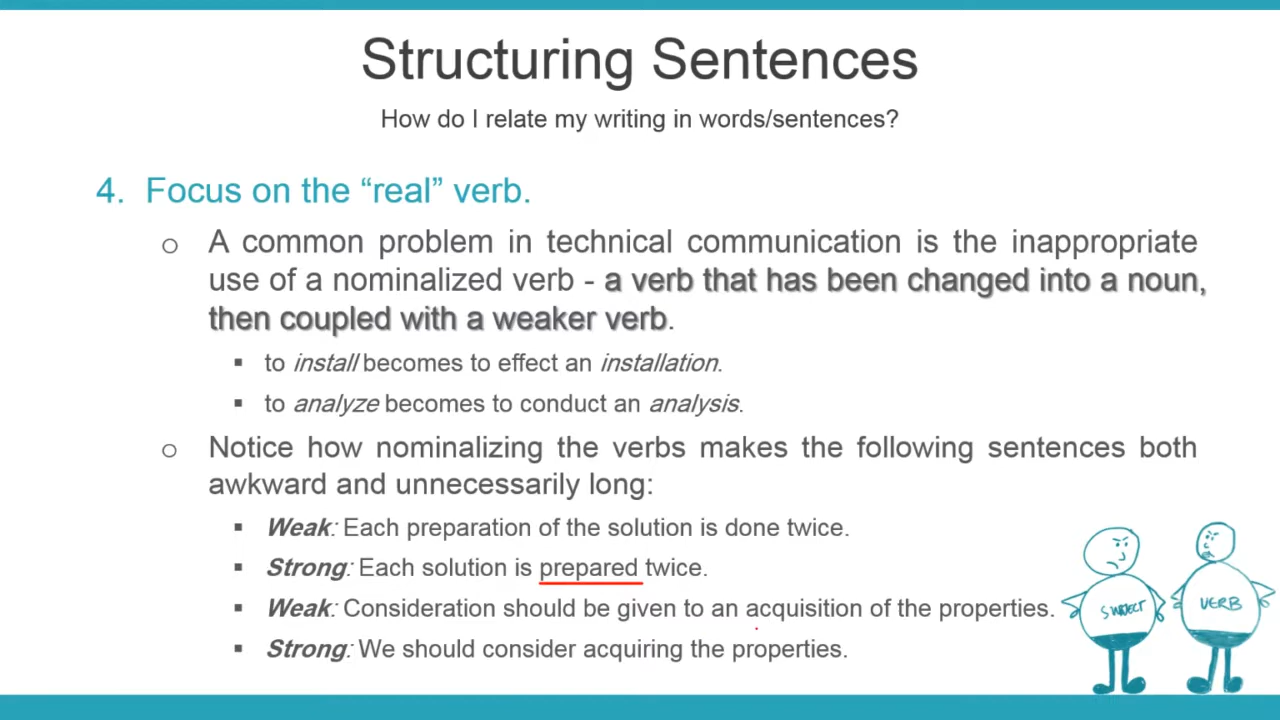 Structuring Sentences
How do I relate my writing in words/sentences?
4. Focus on the “real” verb.
o A common problem in technical communication is the inappropriate
use of a nominalized verb - a verb that has been changed into a noun,
then coupled with a weaker verb.
▪ to install becomes to effect an installation.
▪ to analyze becomes to conduct an analysis.
o Notice how nominalizing the verbs makes the following sentences both
awkward and unnecessarily long:
▪ Weak: Each preparation of the solution is done twice.
▪ Strong: Each solution is prepared twice.
▪ Weak: Consideration should be given to an acquisition of the properties.
▪ Strong: We should consider acquiring the properties.
SUBJECT
VERB